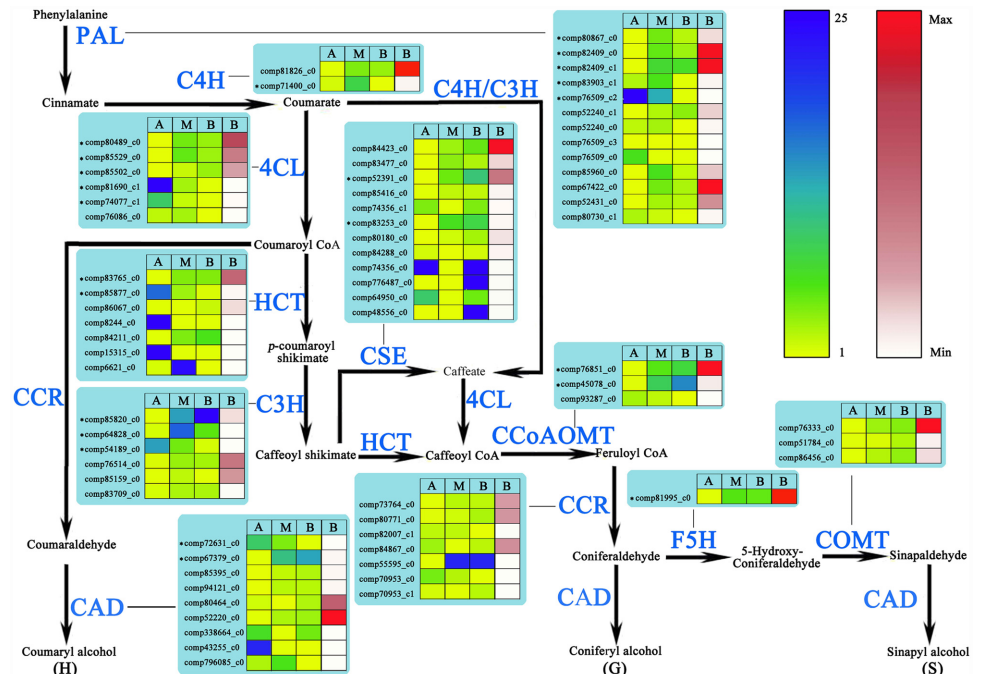 Phenylalanine
PAL
Cinnamate
C4H
Coumarate
C4H/C3H
A M B B
comp81826_c0
*comp71400_c0
A M B B
*comp80867_c0
*comp82409_c0
*comp82409_c1
comp83903_c1
*comp76509_c2
comp52240_c1
comp52240_c0
comp76509_c3
comp76509_c0
comp85960_c0
comp67422_c0
comp52431_c0
comp80730_c1
25
1
Max
Min
A M B B
*comp80489_c0
*comp85529_c0
*comp85502_c0
*comp81690_c1
*comp74077_c1
comp76086_c0
4CL
A M B B
comp84423_c0
comp83477_c0
*comp52391_c0
comp85416_c0
comp74356_c1
*comp83253_c0
comp80180_c0
comp84288_c0
comp74356_c0
comp776487_c0
comp64950_c0
comp48556_c0
CSE
Coumaroyl CoA
A M B B
*comp83765_c0
*comp85877_c0
comp86067_c0
comp8244_c0
comp84211_c0
comp15315_c0
comp6621_c0
HCT
p-coumaroyl
shikimate
CCR
A M B B
*comp85820_c0
*comp64828_c0
*comp54189_c0
comp76514_c0
comp85159_c0
comp83709_c0
C3H
Caffeoyl shikimate
HCT
Caffeate
4CL
Caffeoyl CoA
CCoAOMT
Feruloyl CoA
A M B B
*comp76851_c0
*comp45078_c0
comp93287_c0
A M B B
comp76333_c0
comp51784_c0
comp86456_c0
A M B B
comp73764_c0
comp80771_c0
comp82007_c1
comp84867_c0
comp55595_c0
comp70953_c0
comp70953_c1
CCR
A M B B
*comp81995_c0
F5H
COMT
Coumaraldehyde
Coniferaldehyde
5-Hydroxy-
Coniferaldehyde
Sinapaldehyde
A M B B
*comp72631_c0
*comp67379_c0
comp85395_c0
comp94121_c0
comp80464_c0
comp52220_c0
comp338664_c0
comp43255_c0
comp796085_c0
CAD
CAD
CAD
Coumaryl alcohol
(H)
Coniferyl alcohol
(G)
Sinapyl alcohol
(S)